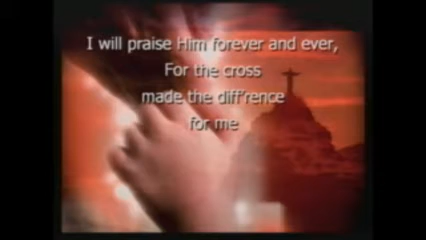 I will praise Him forever and ever,
For the cross
made the diff'rence
for me